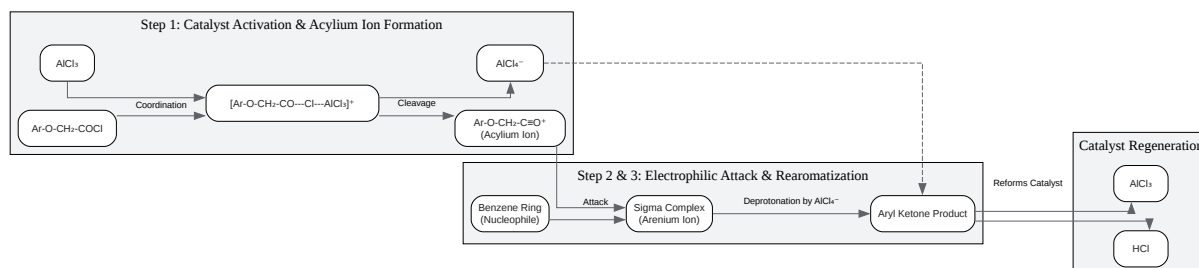 Step 1: Catalyst Activation & Acylium Ion Formation
AlCl₃
AlCl₄⁻
Coordination
[Ar-O-CH₂-CO---Cl---AlCl₃]⁺
Cleavage
Ar-O-CH₂-COCl
Ar-O-CH₂-C≡O⁺
(Acylium Ion)
Step 2 & 3: Electrophilic Attack & Rearomatization
Benzene Ring
(Nucleophile)
Attack
Sigma Complex
(Arenium Ion)
Deprotonation by AlCl₄⁻
Aryl Ketone Product
Reforms Catalyst
Catalyst Regeneration
AlCl₃
HCl